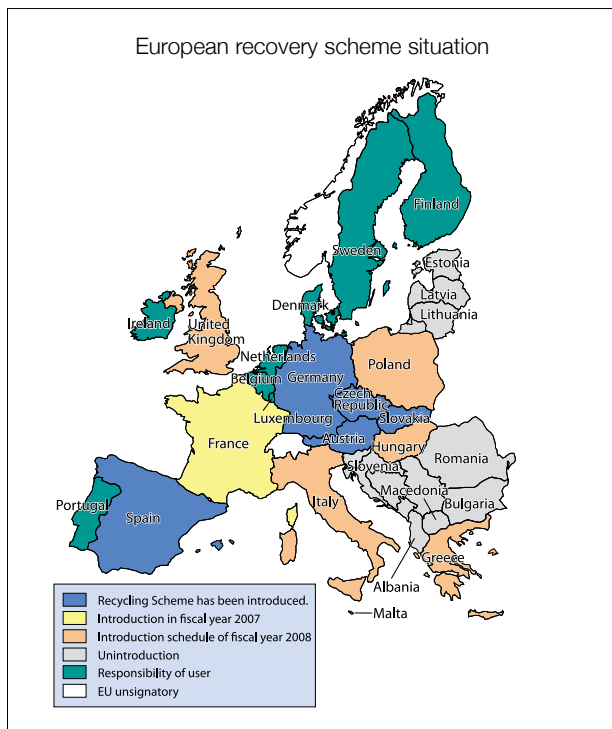 European recovery scheme situation
Finland
Sweden
Estonia
Latvia
Lithuania
Denmark
Ireland
United
Kingdom
Netherlands
Belgium
Germany
Poland
Czech
Republic
Slovakia
Luxembourg
Austria
France
Hungary
Slovenia
Romania
Macedonia
Bulgaria
Portugal
Spain
Italy
Greece
Albania
Malta
Recycling Scheme has been introduced.
Introduction in fiscal year 2007
Introduction schedule of fiscal year 2008
Unintroduction
Responsibility of user
EU unsignatory